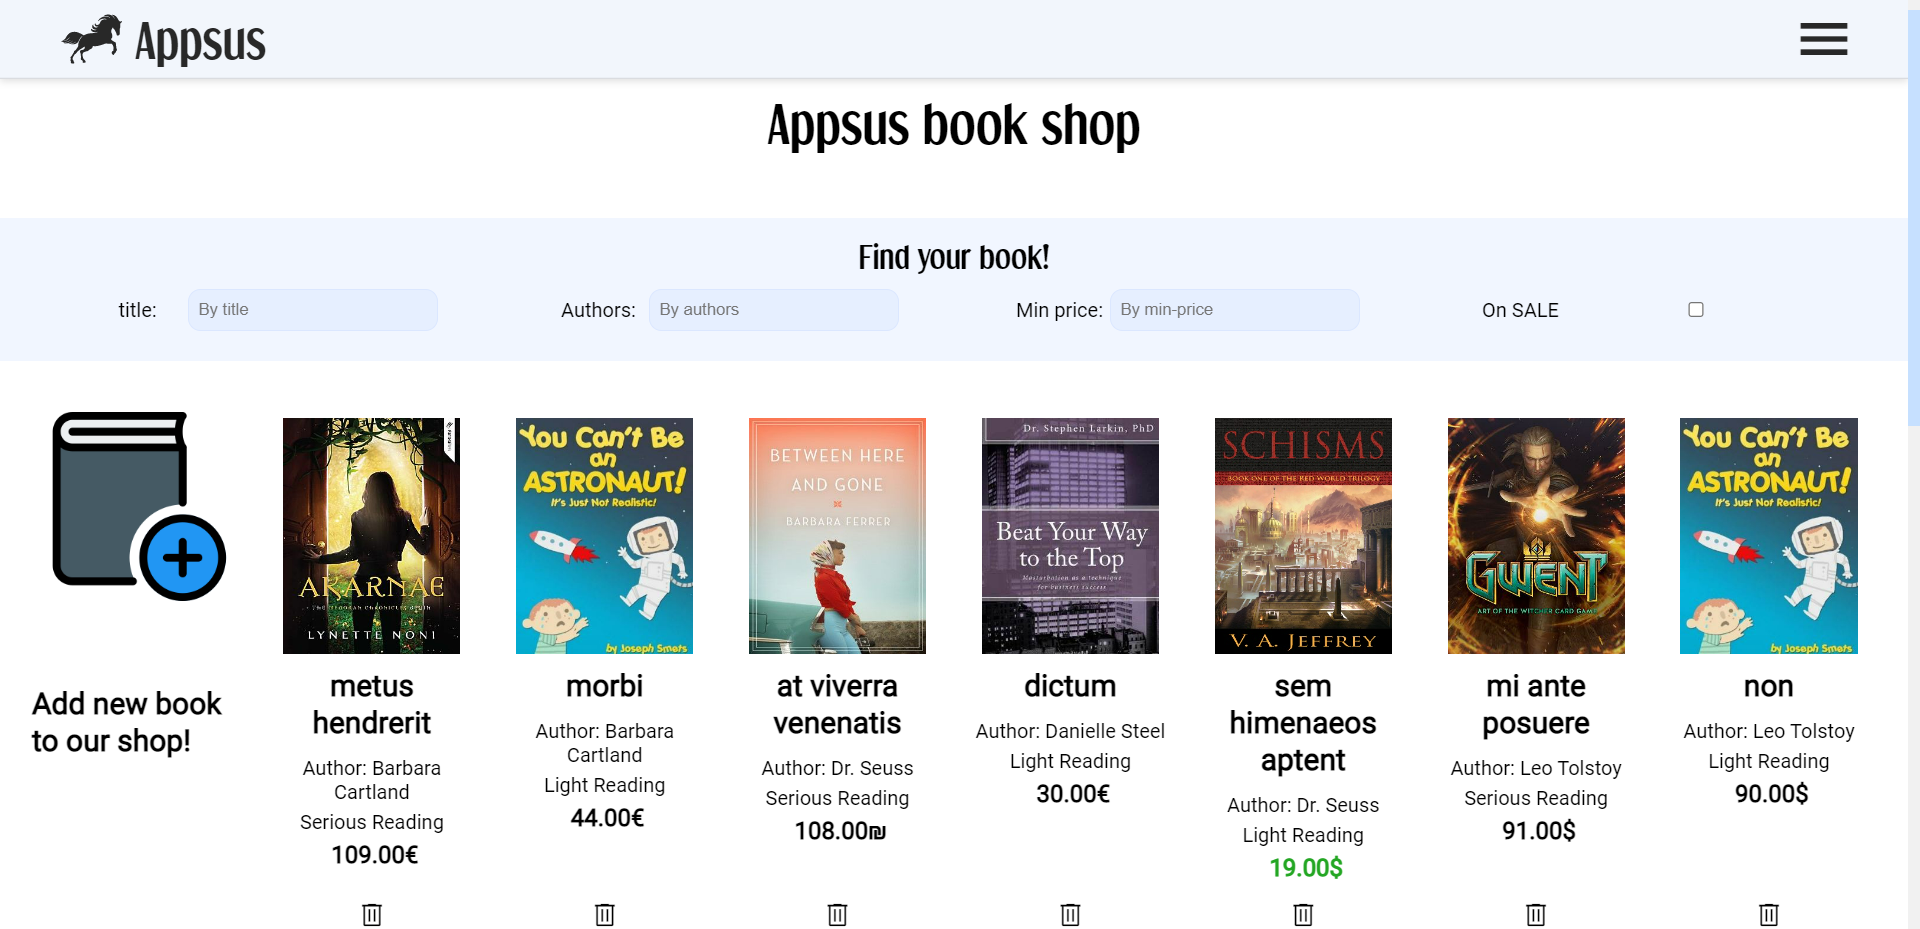 Appsus
Appsus book shop
Find your book!
title:
By title
Authors:
By authors
Min price:
By min-price
On SALE
Add new book
to our shop!
AKARNAE
LYNETTE NONI
metus
hendrerit
Author: Barbara
Cartland
Serious Reading
109.00€
You Can't Be
an
ASTRONAUT!
It's Just Not Realistic!
by Joseph Smets
morbi
Author: Barbara
Cartland
Light Reading
44.00€
BETWEEN HERE
AND GONE
BARBARA FERRER
at viverra
venenatis
Author: Dr. Seuss
Serious Reading
108.00₪
Dr. Stephen Larkin, PhD
Beat Your Way
to the Top
Masturbation as a technique
for business success
dictum
Author: Danielle Steel
Light Reading
30.00€
SCHISMS
BOOK ONE OF THE RED WORLD TRILOGY
V. A. JEFFREY
sem
himenaeos
aptent
Author: Dr. Seuss
Light Reading
19.00$
GWENT
ART OF THE WITCHER CARD GAME
mi ante
posuere
Author: Leo Tolstoy
Serious Reading
91.00$
You Can't Be
an
ASTRONAUT!
It's Just Not Realistic!
by Joseph Smets
non
Author: Leo Tolstoy
Light Reading
90.00$